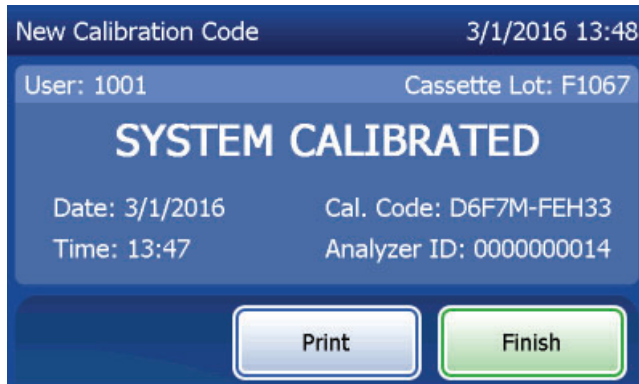 New Calibration Code 3/1/2016 13:48
User: 1001 Cassette Lot: F1067
SYSTEM CALIBRATED
Date: 3/1/2016 Cal. Code: D6F7M-FEH33
Time: 13:47 Analyzer ID: 0000000014
Print Finish